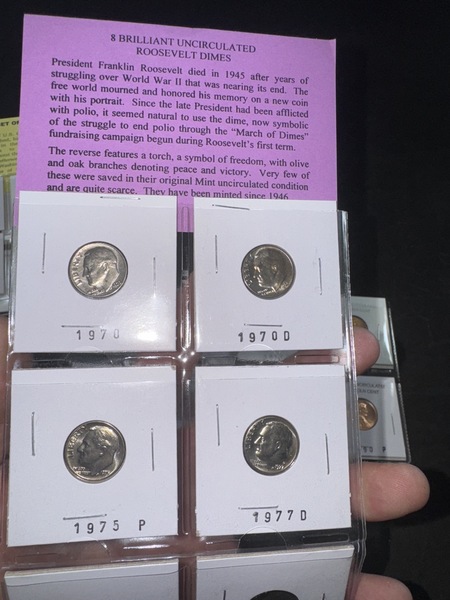 8 BRILLIANT UNCIRCULATED
ROOSEVELT DIMES
President Franklin Roosevelt died in 1945 after years of
struggling over World War II that was nearing its end. The
free world mourned and honored his memory on a new coin
with his portrait. Since the late President had been afflicted
with polio, it seemed natural to use the dime, now symbolic
of the struggle to end polio through the "March of Dimes"
fundraising campaign begun during Roosevelt's first term.
The reverse features a torch, a symbol of freedom, with olive
and oak branches denoting peace and victory. Very few of
these were saved in their original Mint uncirculated condition
and are quite scarce. They have been minted since 1946.
LIBERTY
LIBERTY
1970
1970D
LIBERTY
LIBERTY
1975 P
1977D